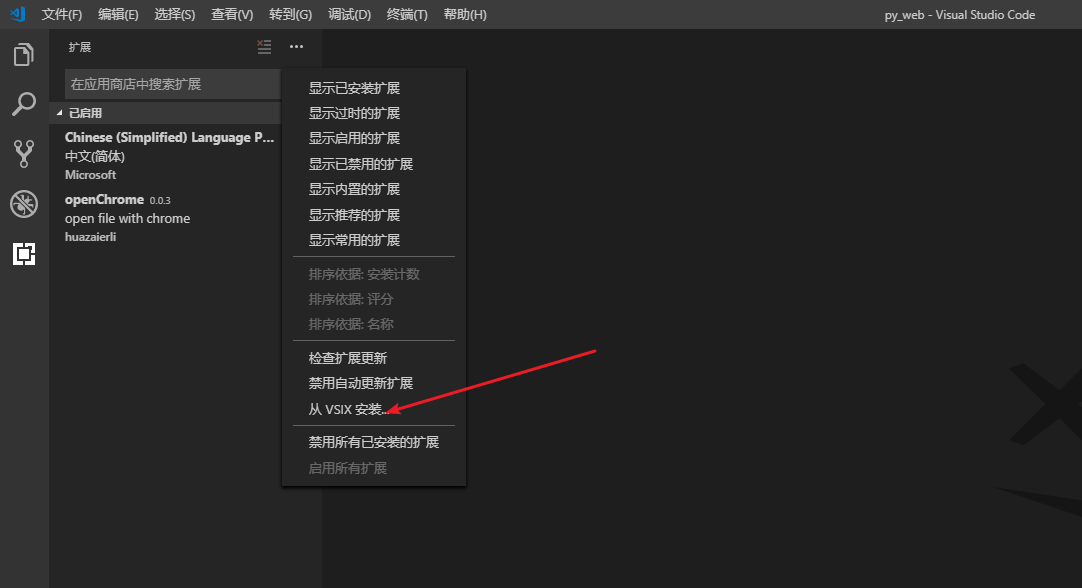 文件(F) 编辑(E) 选择(S) 查看(V) 转到(G) 调试(D) 终端(T) 帮助(H) py_web - Visual Studio Code
扩展
在应用商店中搜索扩展
已启用
Chinese (Simplified) Language P...
中文(简体)
Microsoft
openChrome 0.0.3
open file with chrome
huazaierli
显示已安装扩展
显示过时的扩展
显示启用的扩展
显示已禁用的扩展
显示内置的扩展
显示推荐的扩展
显示常用的扩展
排序依据: 安装计数
排序依据: 评分
排序依据: 名称
检查扩展更新
禁用自动更新扩展
从 VSIX 安装...
禁用所有已安装的扩展
启用所有扩展